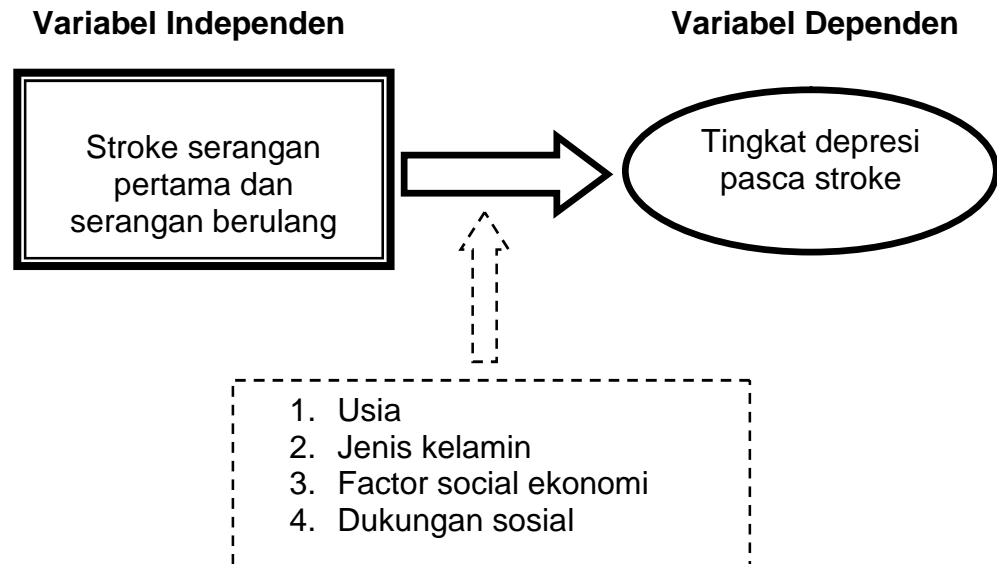 Variabel Independen
Variabel Dependen
Stroke serangan
pertama dan
serangan berulang
Tingkat depresi
pasca stroke
1. Usia
2. Jenis kelamin
3. Factor social ekonomi
4. Dukungan sosial